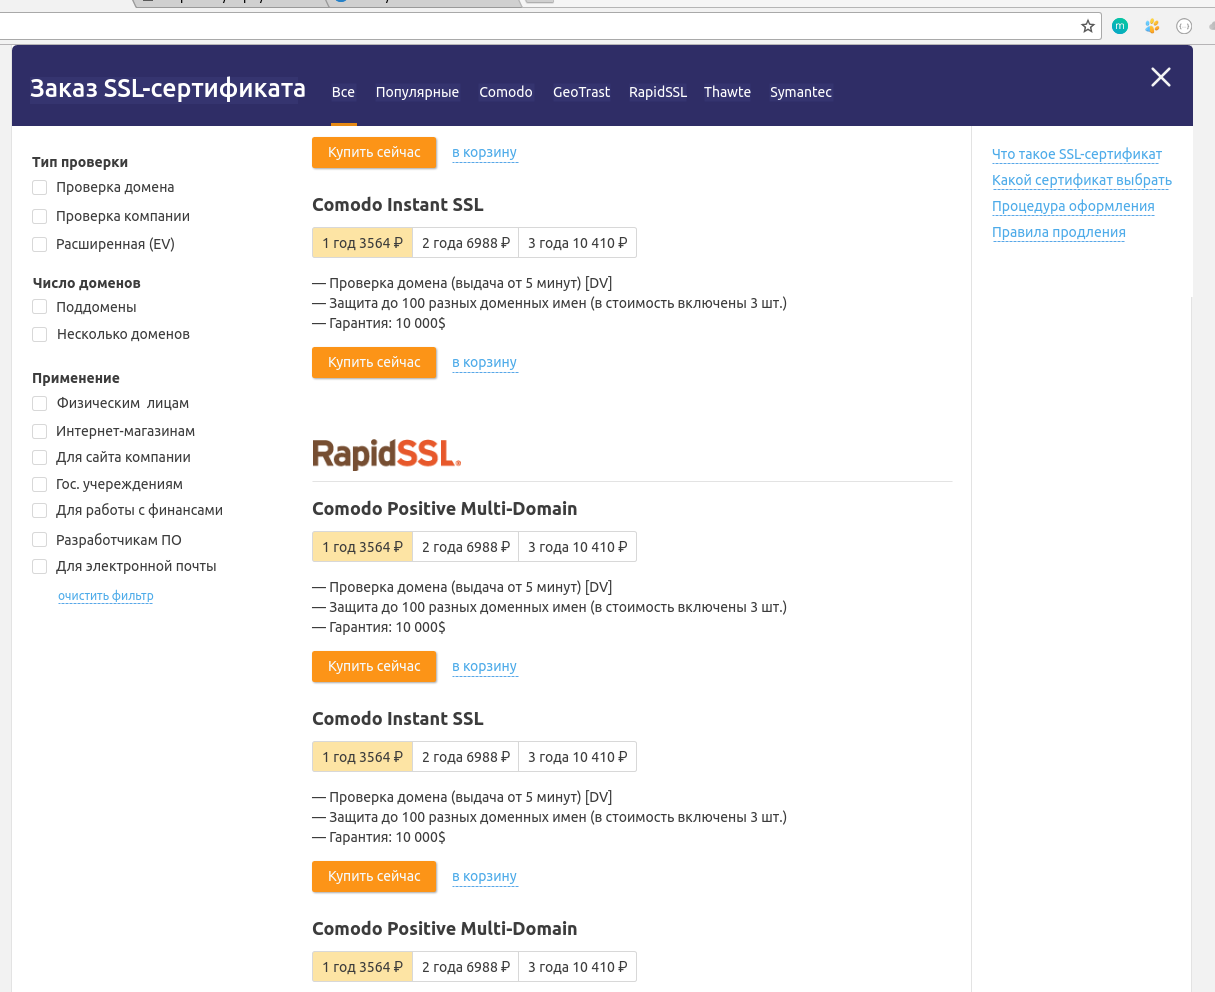 Заказ SSL-сертификата
Все Популярные Comodo GeoTrast RapidSSL Thawte Symantec
Тип проверки
Проверка домена
Проверка компании
Расширенная (EV)
Число доменов
Поддомены
Несколько доменов
Применение
Физическим лицам
Интернет-магазинам
Для сайта компании
Гос. учереждениям
Для работы с финансами
Разработчикам ПО
Для электронной почты
очистить фильтр
Купить сейчас в корзину
Comodo Instant SSL
1 год 3564 ₽ 2 года 6988 ₽ 3 года 10 410 ₽
— Проверка домена (выдача от 5 минут) [DV]
— Защита до 100 разных доменных имен (в стоимость включены 3 шт.)
— Гарантия: 10 000$
Купить сейчас в корзину
RapidSSL.
Comodo Positive Multi-Domain
1 год 3564 ₽ 2 года 6988 ₽ 3 года 10 410 ₽
— Проверка домена (выдача от 5 минут) [DV]
— Защита до 100 разных доменных имен (в стоимость включены 3 шт.)
— Гарантия: 10 000$
Купить сейчас в корзину
Comodo Instant SSL
1 год 3564 ₽ 2 года 6988 ₽ 3 года 10 410 ₽
— Проверка домена (выдача от 5 минут) [DV]
— Защита до 100 разных доменных имен (в стоимость включены 3 шт.)
— Гарантия: 10 000$
Купить сейчас в корзину
Comodo Positive Multi-Domain
1 год 3564 ₽ 2 года 6988 ₽ 3 года 10 410 ₽
Что такое SSL-сертификат
Какой сертификат выбрать
Процедура оформления
Правила продления